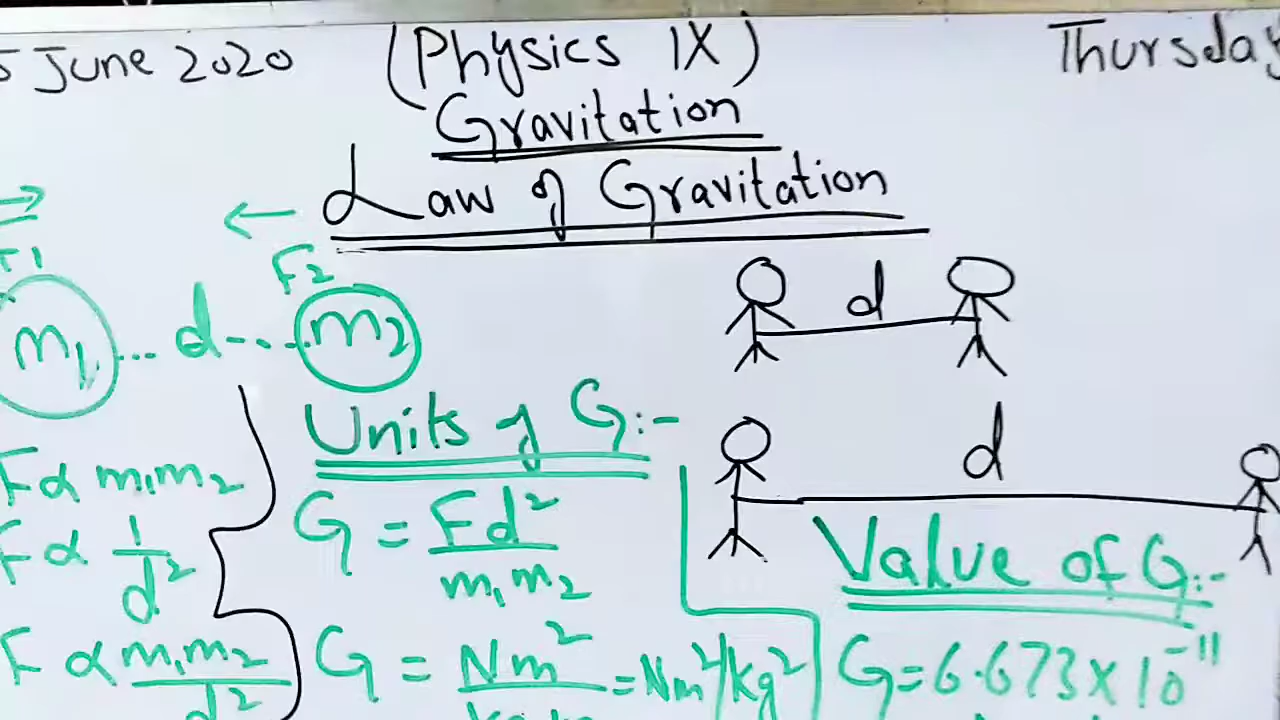 5 June 2020 (Physics IX) Thursday
Gravitation
Law of Gravitation
F1 F2
m1 ... d ... m2
d
Units of G:-
d
F ∝ m1m2
G = Fd²/m1m2
F ∝ 1/d²
Value of G:-
F ∝ m1m2/d²
G = Nm²/ = Nm²/kg²
G = 6.673 × 10⁻¹¹